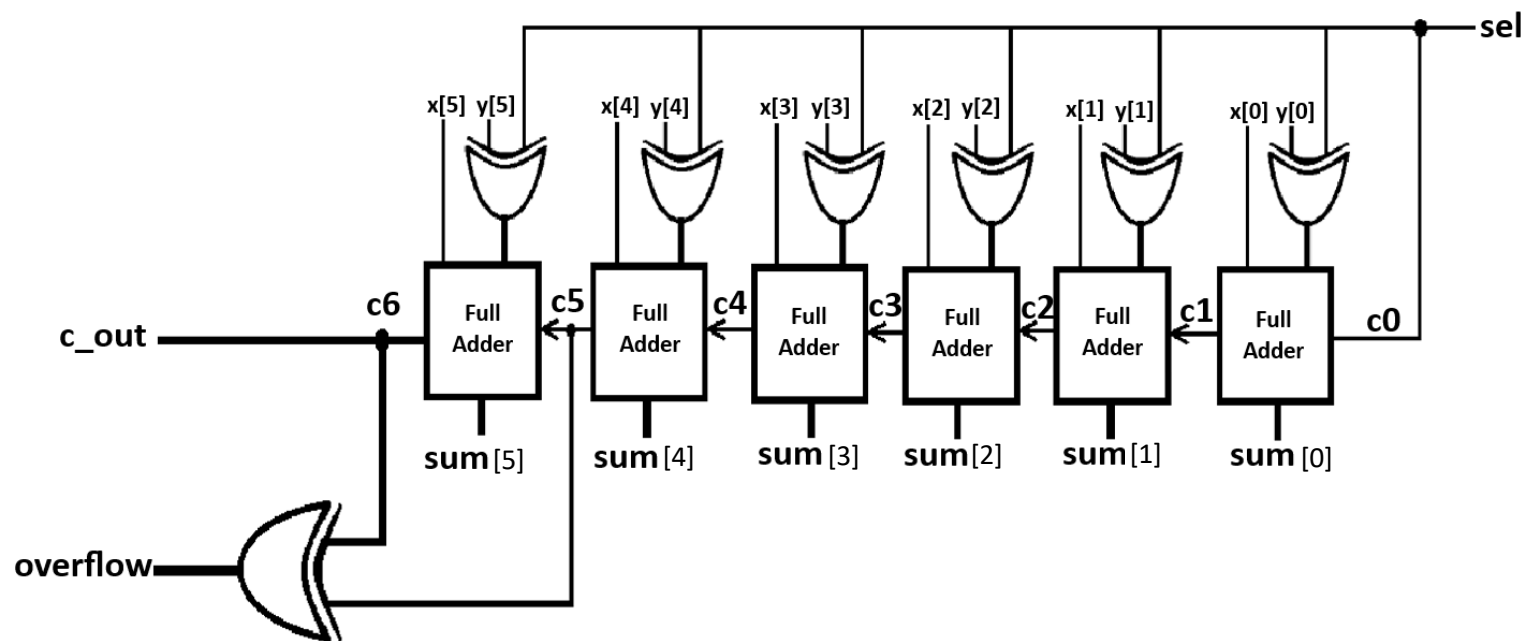 sel
x[5] y[5] x[4] y[4] x[3] y[3] x[2] y[2] x[1] y[1] x[0] y[0]
c6 c5 c4 c3 c2 c1 c0
c_out
Full Full Full Full Full Full
Adder Adder Adder Adder Adder Adder
sum[5] sum[4] sum[3] sum[2] sum[1] sum[0]
overflow